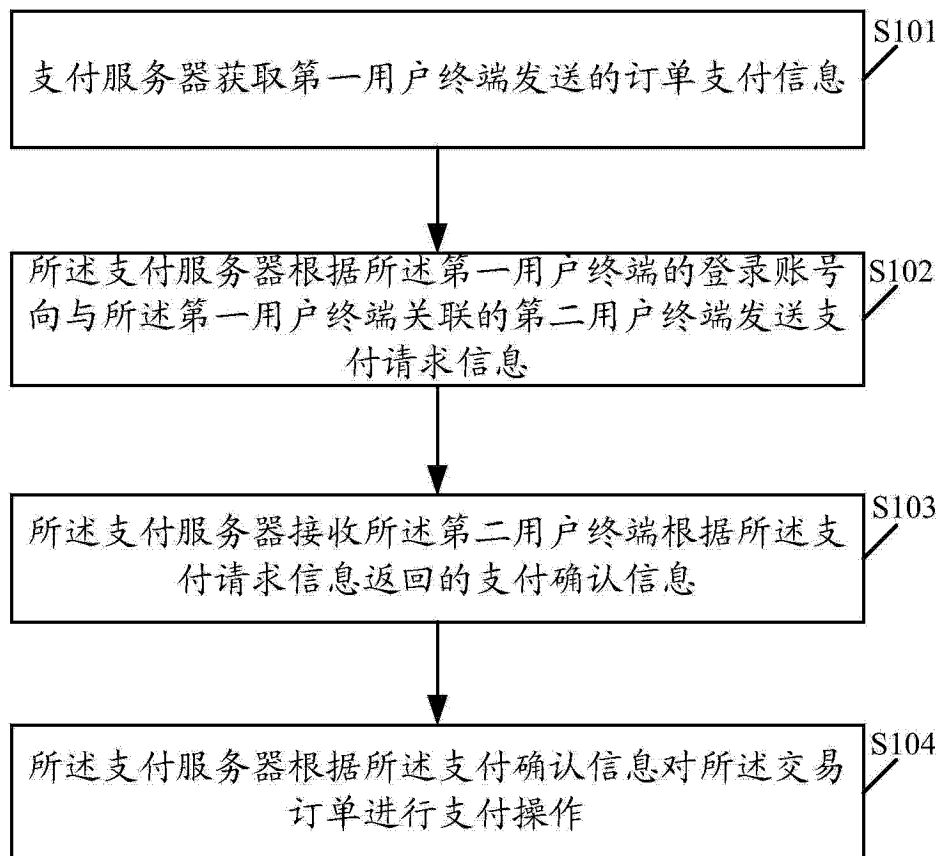 S101
支付服务器获取第一用户终端发送的订单支付信息
S102
所述支付服务器根据所述第一用户终端的登录账号
向与所述第一用户终端关联的第二用户终端发送支
付请求信息
S103
所述支付服务器接收所述第二用户终端根据所述支
付请求信息返回的支付确认信息
S104
所述支付服务器根据所述支付确认信息对所述交易
订单进行支付操作